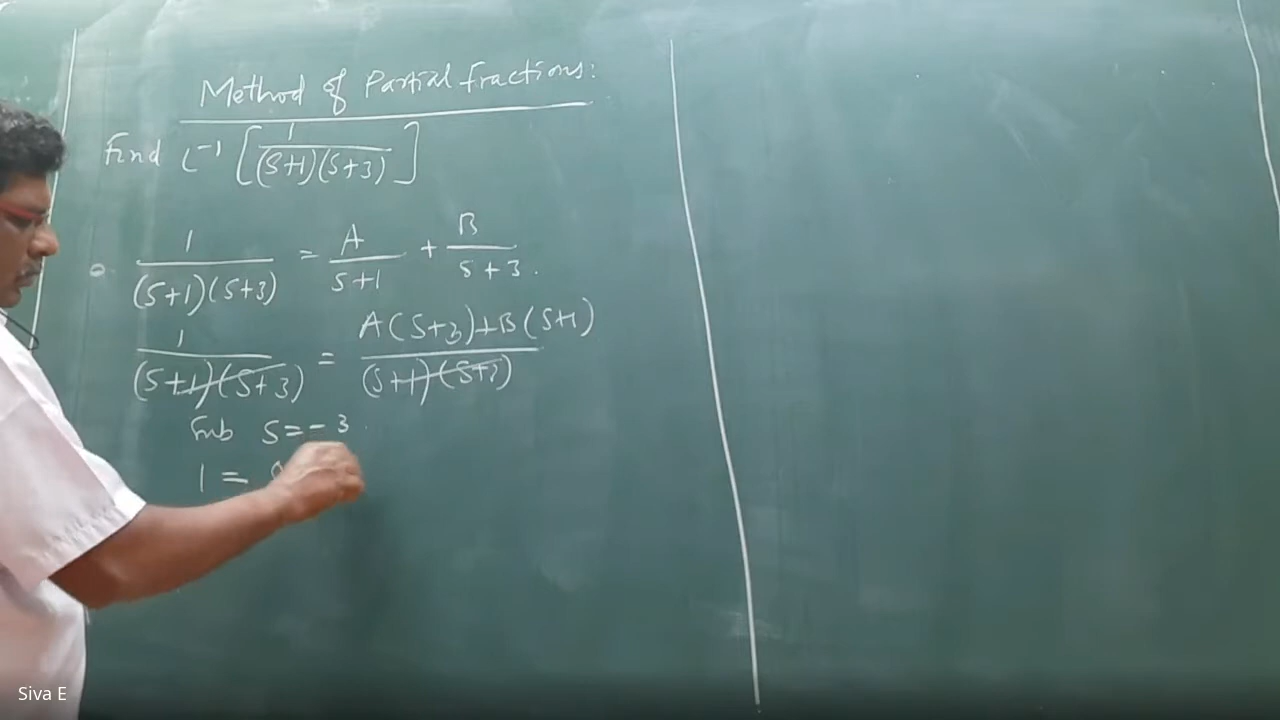 Method of Partial Fractions:
Find L⁻¹ [ 1/((S+1)(S+3)) ]
1/((S+1)(S+3)) = A/(S+1) + B/(S+3).
1/((S+1)(S+3)) = (A(S+3)+B(S+1))/((S+1)(S+3))
Sub S=-3.
1 = 0
Siva E